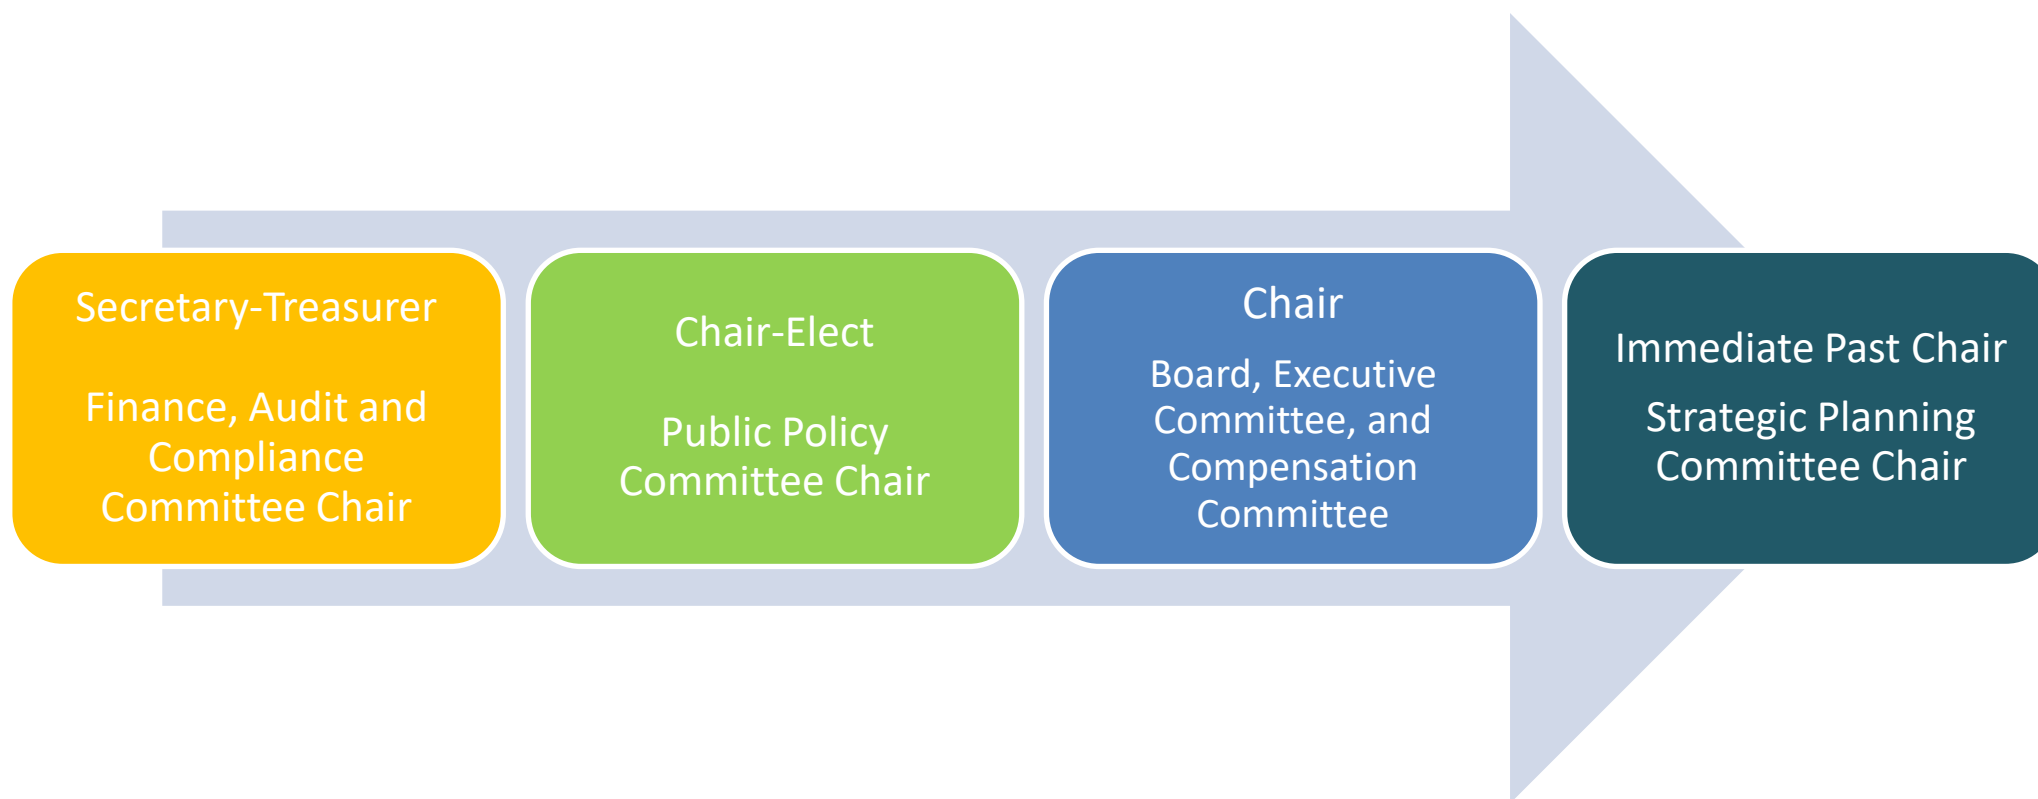 Secretary-Treasurer
Finance, Audit and
Compliance
Committee Chair
Chair-Elect
Public Policy
Committee Chair
Chair
Board, Executive
Committee, and
Compensation
Committee
Immediate Past Chair
Strategic Planning
Committee Chair